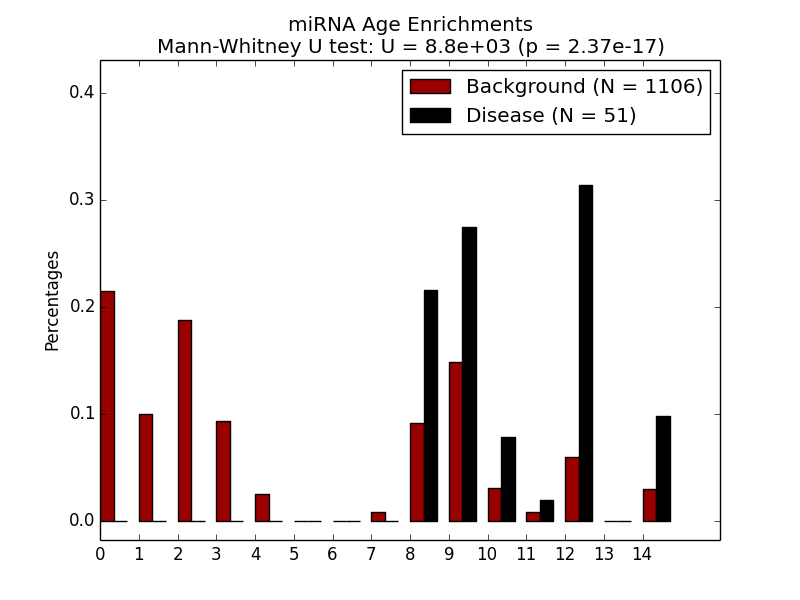 miRNA Age Enrichments
Mann-Whitney U test: U = 8.8e+03 (p = 2.37e-17)
Background (N = 1106)
Disease (N = 51)
Percentages
0.4
0.3
0.2
0.1
0.0
0 1 2 3 4 5 6 7 8 9 10 11 12 13 14